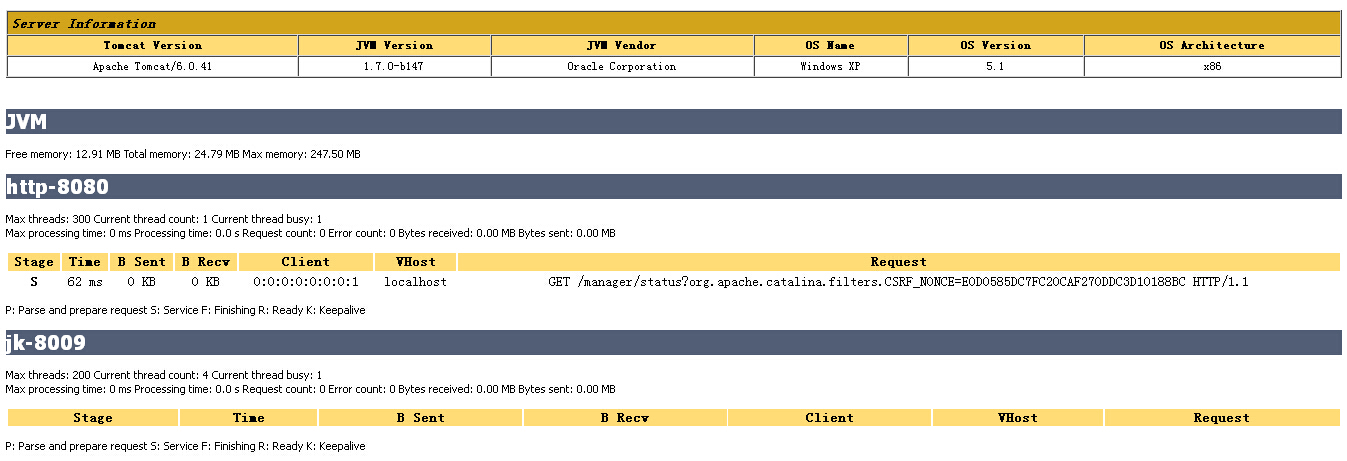 Server Information
Tomcat Version JVM Version JVM Vendor OS Name OS Version OS Architecture
Apache Tomcat/6.0.41 1.7.0-b147 Oracle Corporation Windows XP 5.1 x86
JVM
Free memory: 12.91 MB Total memory: 24.79 MB Max memory: 247.50 MB
http-8080
Max threads: 300 Current thread count: 1 Current thread busy: 1
Max processing time: 0 ms Processing time: 0.0 s Request count: 0 Error count: 0 Bytes received: 0.00 MB Bytes sent: 0.00 MB
Stage Time B Sent B Recv Client VHost Request
S 62 ms 0 KB 0 KB 0:0:0:0:0:0:0:1 localhost GET /manager/status?org.apache.catalina.filters.CSRF_NONCE=E0D0585DC7FC20CAF270DDC3D10188BC HTTP/1.1
P: Parse and prepare request S: Service F: Finishing R: Ready K: Keepalive
jk-8009
Max threads: 200 Current thread count: 4 Current thread busy: 1
Max processing time: 0 ms Processing time: 0.0 s Request count: 0 Error count: 0 Bytes received: 0.00 MB Bytes sent: 0.00 MB
Stage Time B Sent B Recv Client VHost Request
P: Parse and prepare request S: Service F: Finishing R: Ready K: Keepalive